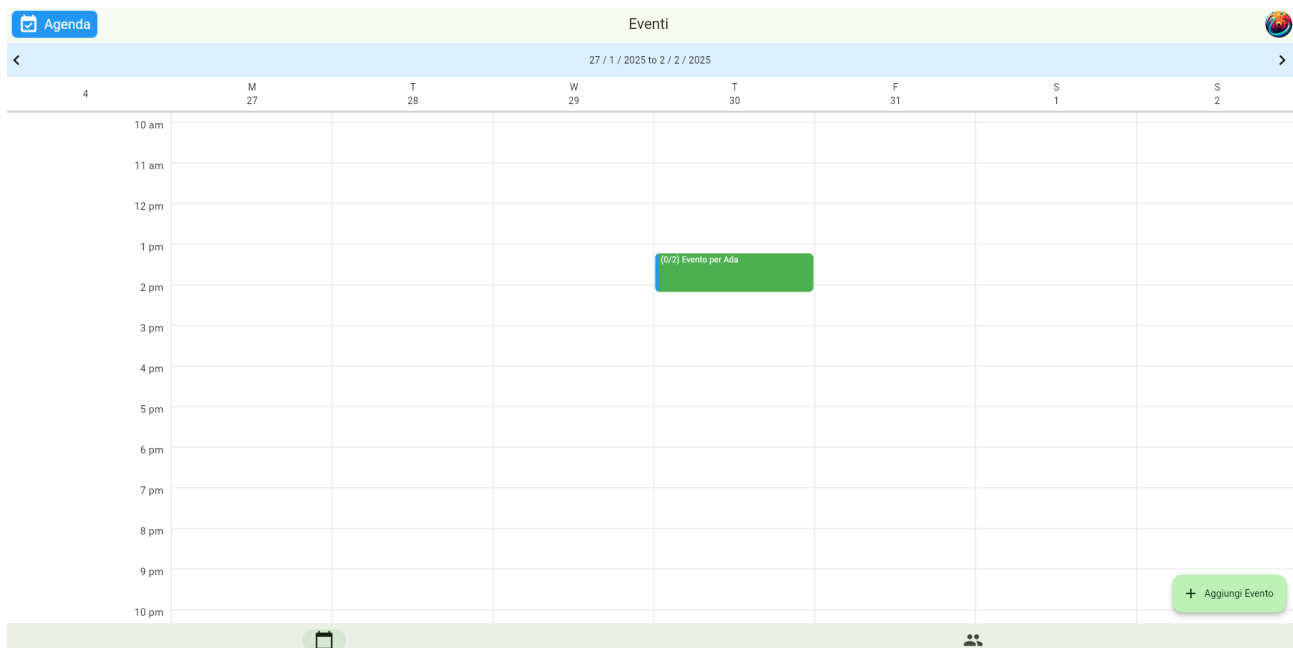 Agenda
Eventi
27 / 1 / 2025 to 2 / 2 / 2025
4
M
27
T
28
W
29
T
30
F
31
S
1
S
2
10 am
11 am
12 pm
1 pm
(0/2) Evento per Ada
2 pm
3 pm
4 pm
5 pm
6 pm
7 pm
8 pm
9 pm
+ Aggiungi Evento
10 pm